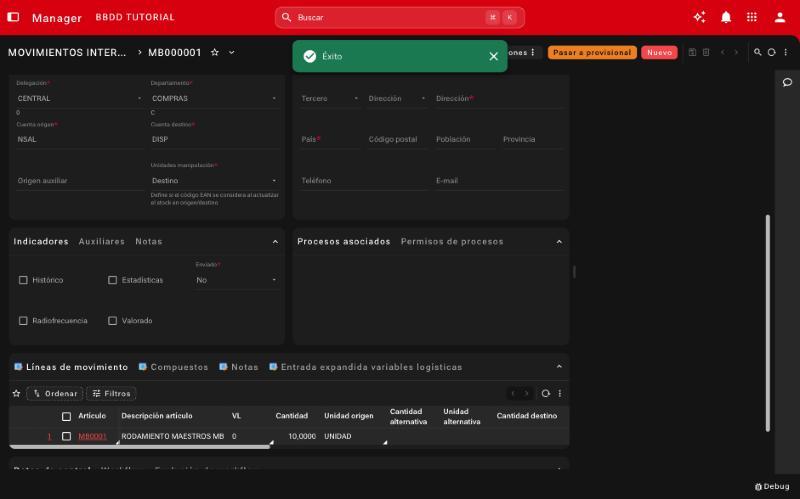 Manager BBDD TUTORIAL Buscar ⌘ K
MOVIMIENTOS INTER... > MB000001 Éxito ones Pasar a provisional Nuevo
Delegación* Departamento*
CENTRAL COMPRAS Tercero Dirección Dirección*
0 C
Cuenta origen* Cuenta destino*
NSAL DISP País* Código postal Población Provincia
Unidades manipulación*
Origen auxiliar Destino Teléfono E-mail
Define si el código EAN se considera al actualizar
el stock en origen/destino
Indicadores Auxiliares Notas Procesos asociados Permisos de procesos
Enviado*
Histórico Estadísticas No
Radiofrecuencia Valorado
Líneas de movimiento Compuestos Notas Entrada expandida variables logísticas
Ordenar Filtros
Artículo Descripción artículo VL Cantidad Unidad origen Cantidad alternativa Unidad alternativa Cantidad destino
1 MB0001 RODAMIENTO MAESTROS MB 0 10,0000 UNIDAD
Debug